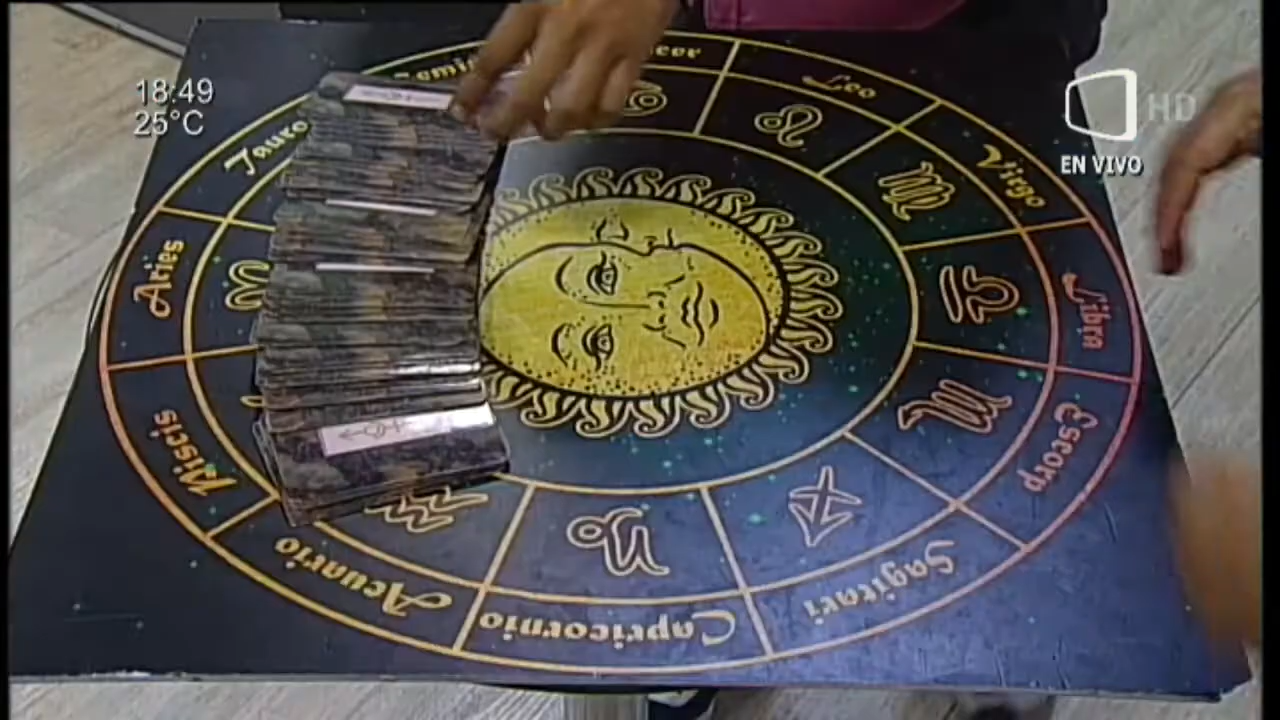 18:49
25°C
HD
EN VIVO
Leo
Virgo
Libra
Escorp
Sagitari
Capricornio
Acuario
Piscis
Aries
Tauro